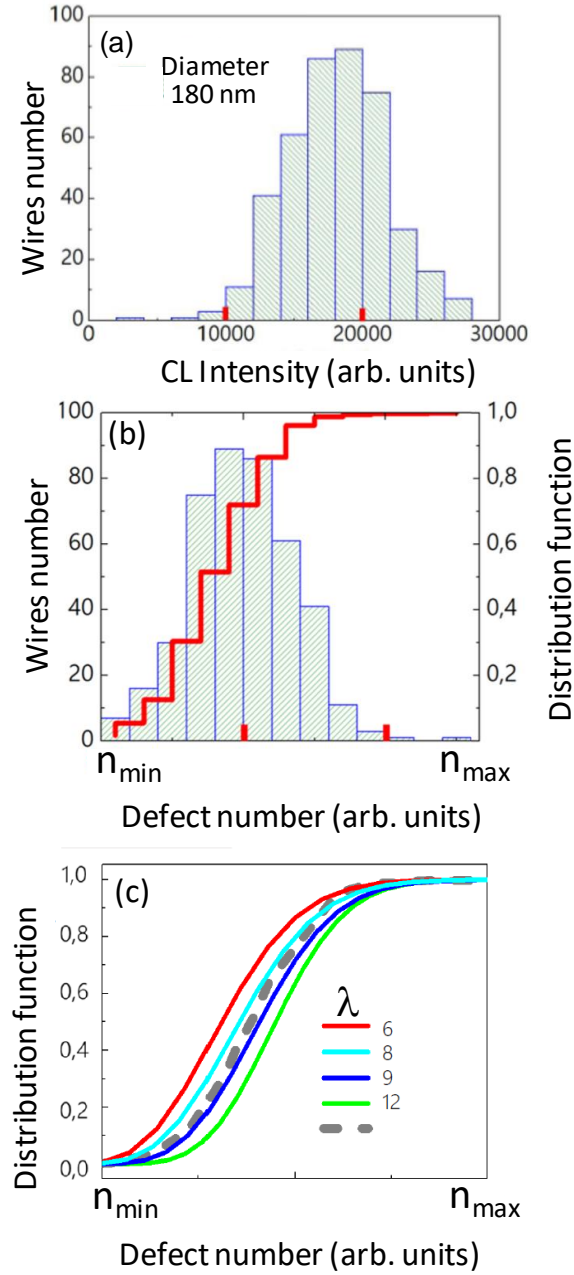 (a)
Diameter
180 nm
100
80
60
40
20
0
Wires number
0
10000
20000
30000
CL Intensity (arb. units)
(b)
100
80
60
40
20
0
Wires number
1,0
0,8
0,6
0,4
0,2
Distribution function
n_min
n_max
Defect number (arb. units)
(c)
1,0
0,8
0,6
0,4
0,2
0,0
Distribution function
λ
6
8
9
12
n_min
n_max
Defect number (arb. units)